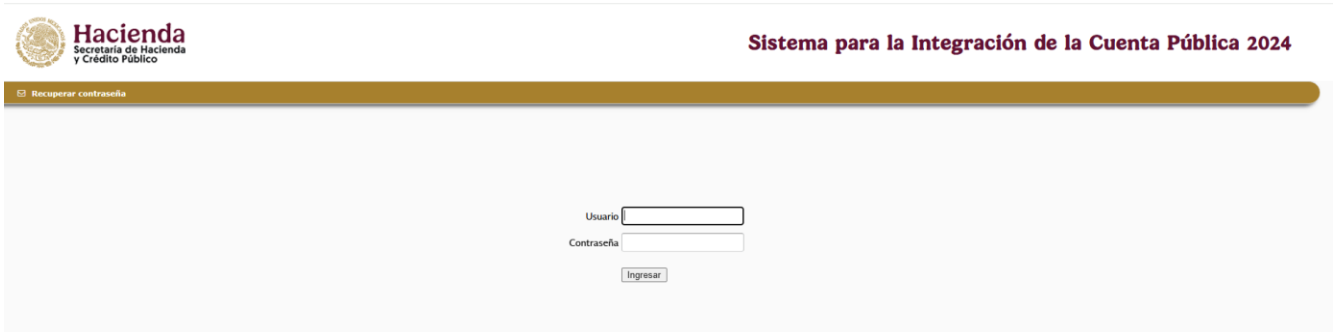 Hacienda
Secretaría de Hacienda
y Crédito Público
Sistema para la Integración de la Cuenta Pública 2024
Recuperar contraseña
Usuario
Contraseña
Ingresar